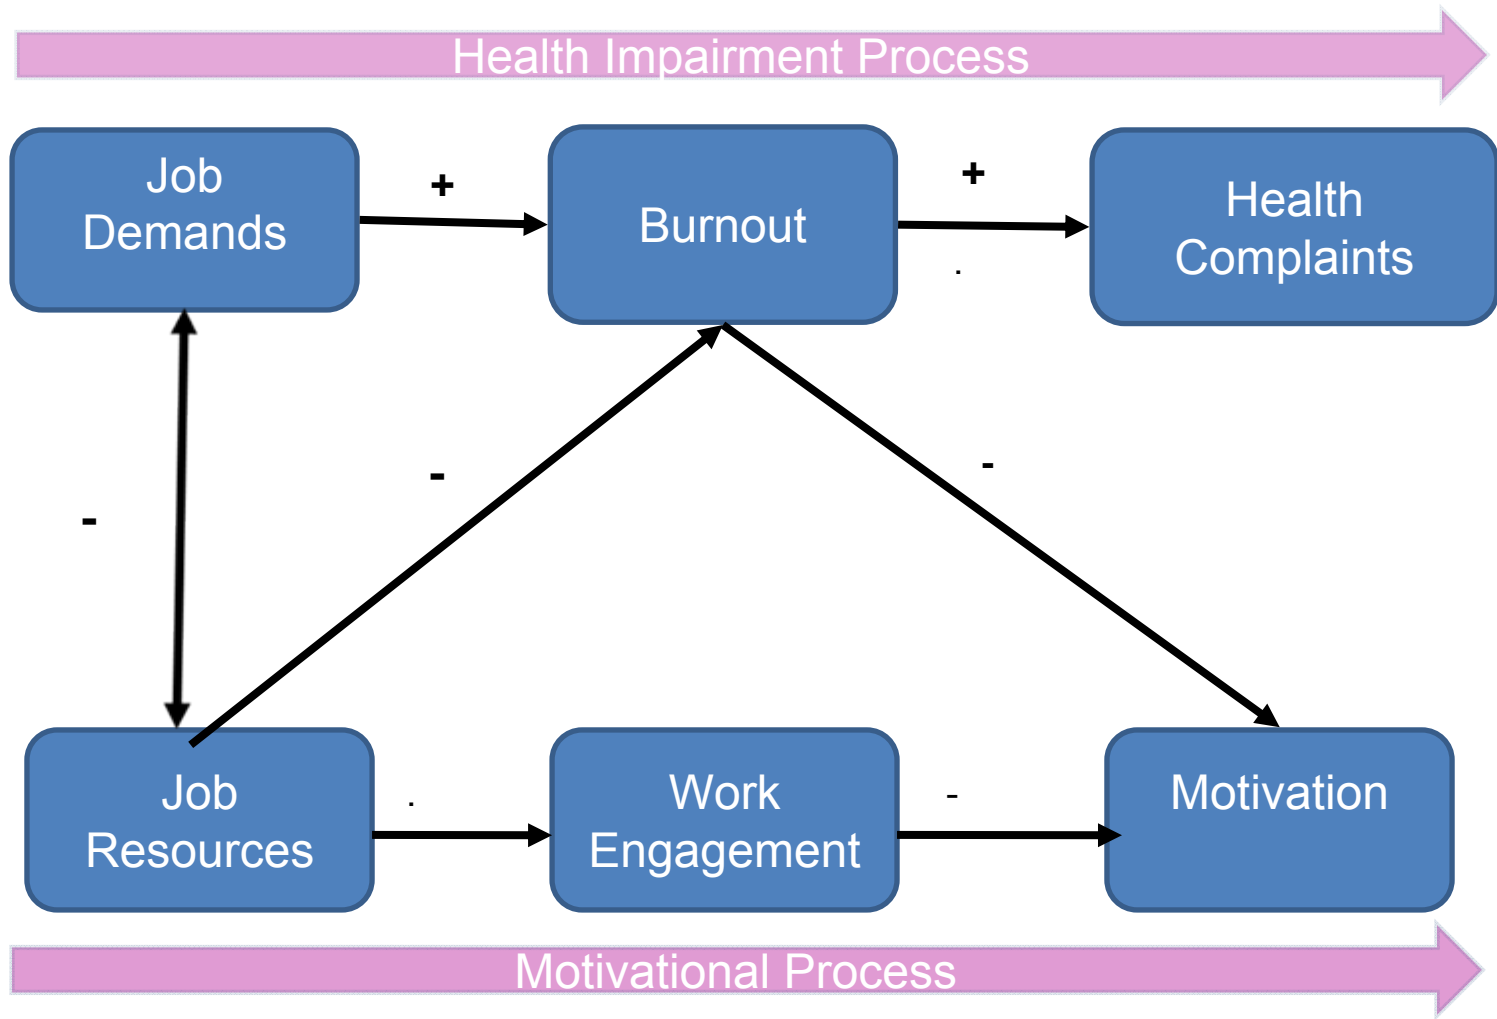 Health Impairment Process
Job
Demands
+
Burnout
+
.
Health
Complaints
-
-
-
Job
Resources
.
Work
Engagement
-
Motivation
Motivational Process